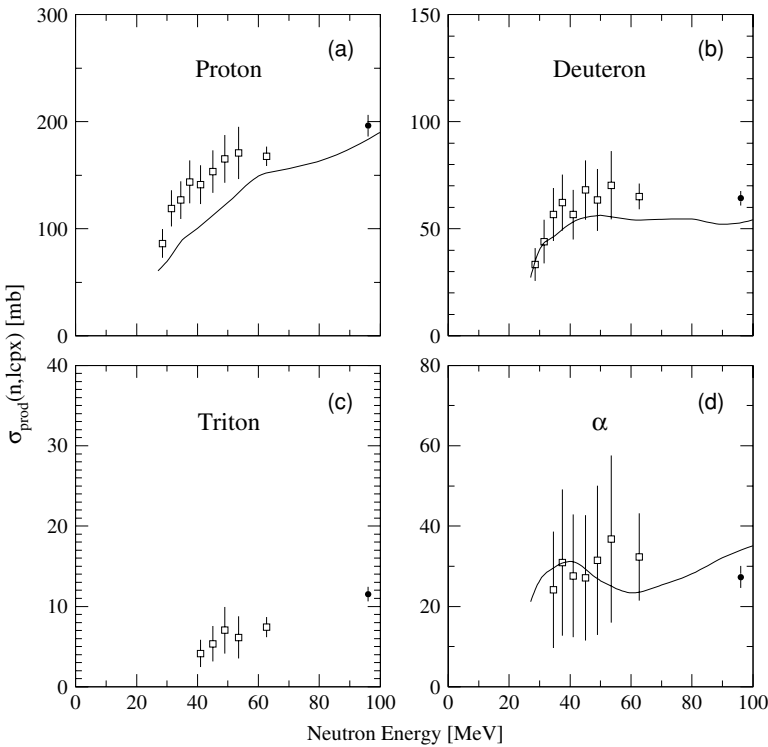 300
200
100
0
(a)
Proton
150
100
50
0
(b)
Deuteron
40
30
20
10
0
(c)
Triton
0 20 40 60 80 100
80
60
40
20
0
(d)
α
0 20 40 60 80 100
σprod(n,lcpx) [mb]
Neutron Energy [MeV]